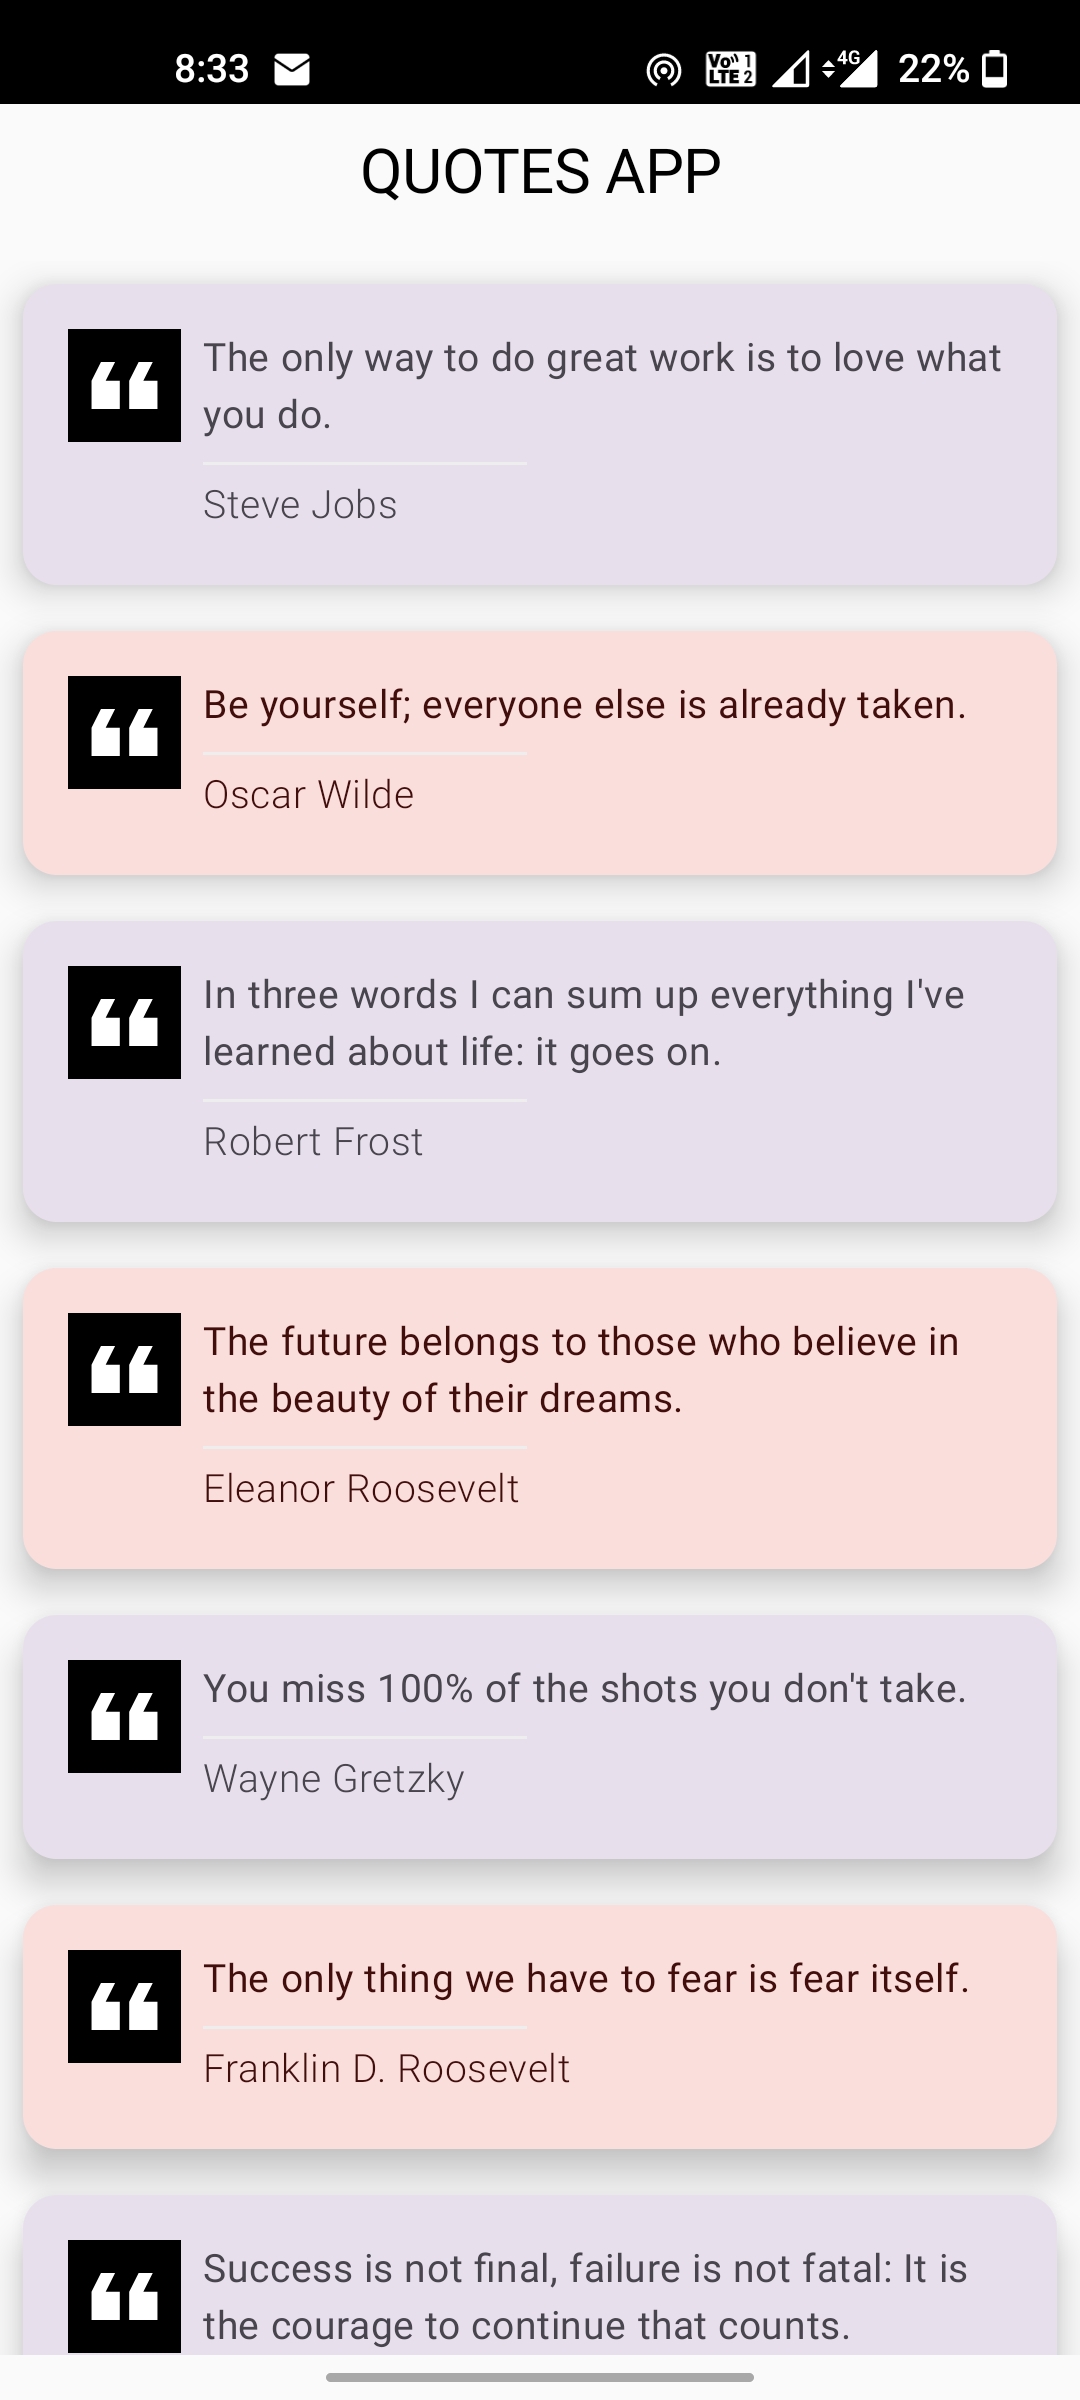 8:33
Vo 1
LTE 2
4G
22%
QUOTES APP
The only way to do great work is to love what
you do.
Steve Jobs
Be yourself; everyone else is already taken.
Oscar Wilde
In three words I can sum up everything I've
learned about life: it goes on.
Robert Frost
The future belongs to those who believe in
the beauty of their dreams.
Eleanor Roosevelt
You miss 100% of the shots you don't take.
Wayne Gretzky
The only thing we have to fear is fear itself.
Franklin D. Roosevelt
Success is not final, failure is not fatal: It is
the courage to continue that counts.